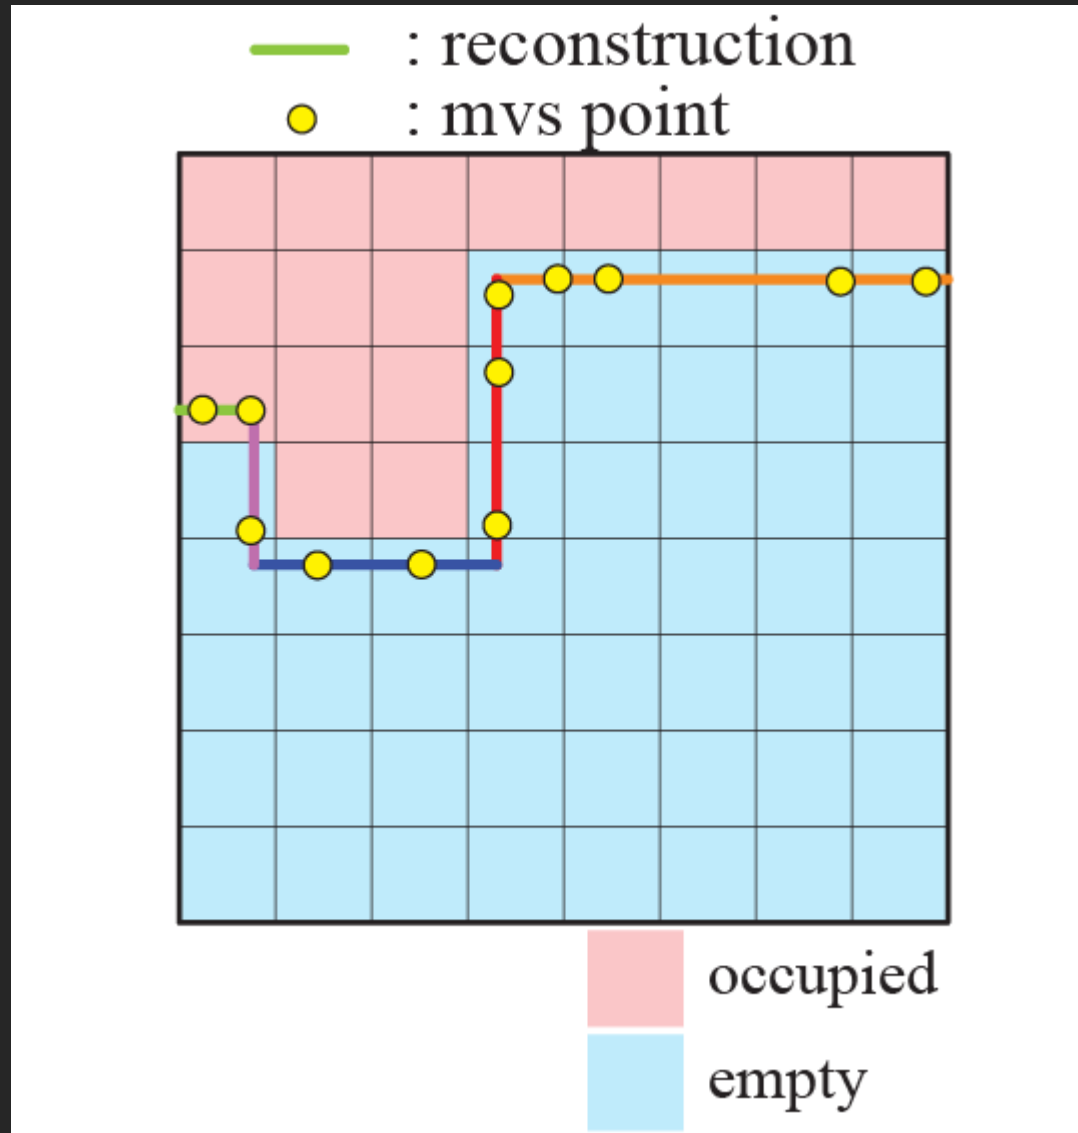 : reconstruction
: mvs point
occupied
empty